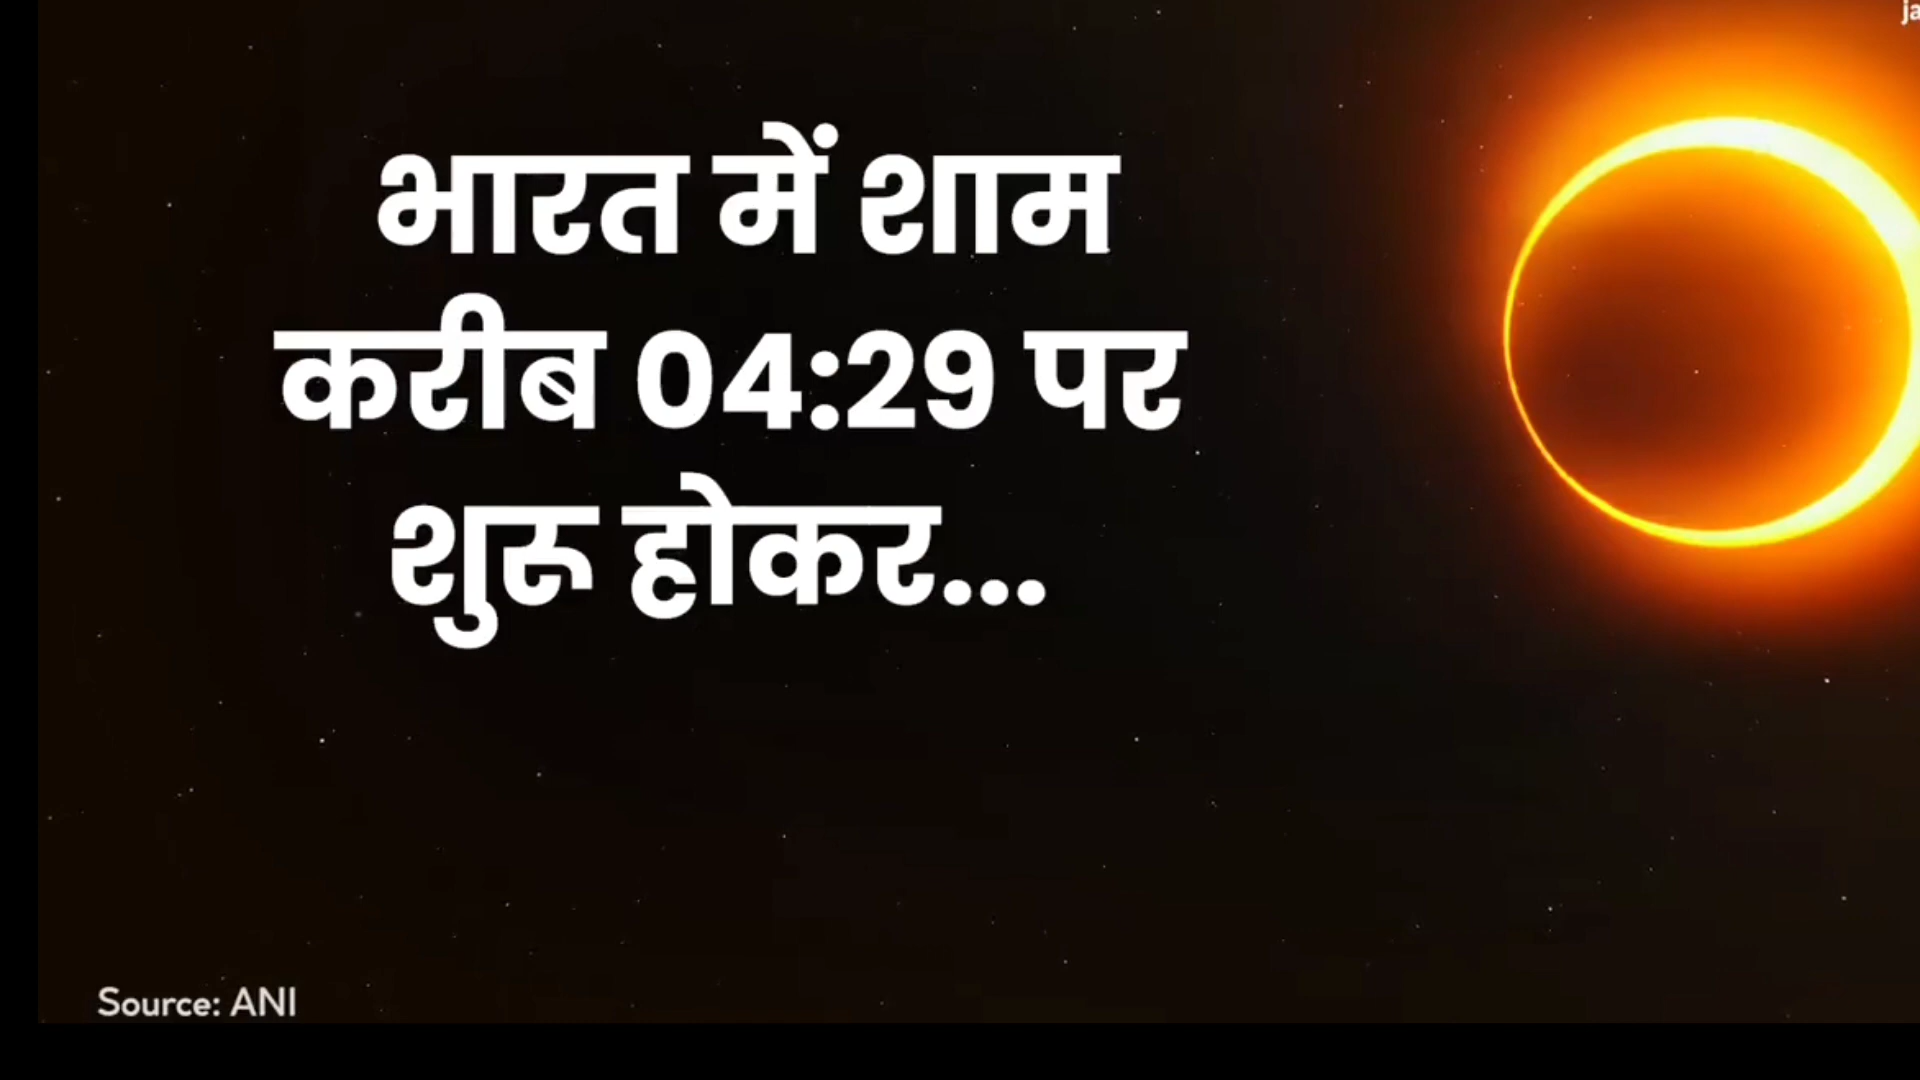 भारत में शाम
करीब 04:29 पर
शुरू होकर...
Source: ANI